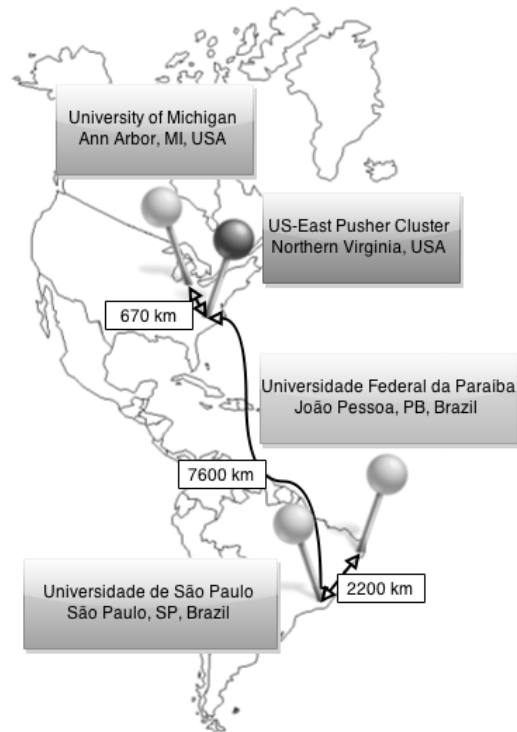 University of Michigan
Ann Arbor, MI, USA
US-East Pusher Cluster
Northern Virginia, USA
670 km
Universidade Federal da Paraíba
João Pessoa, PB, Brazil
7600 km
Universidade de São Paulo
São Paulo, SP, Brazil
2200 km